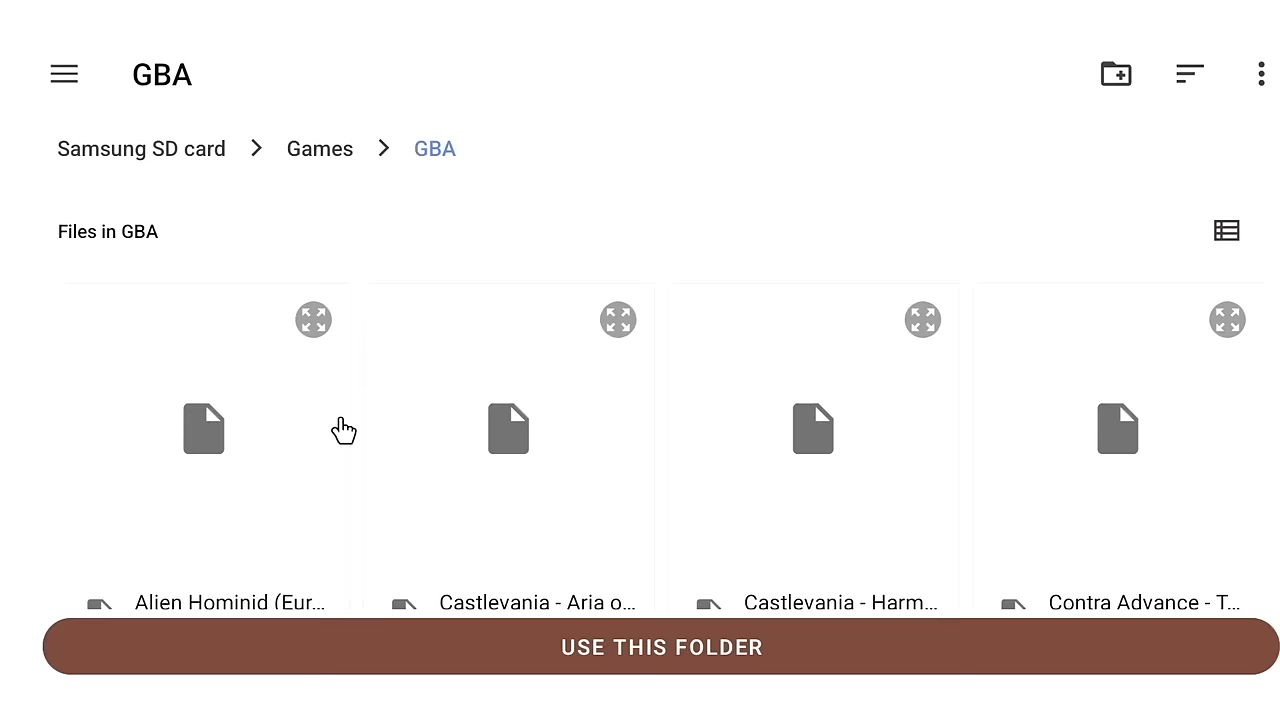 GBA
Samsung SD card > Games > GBA
Files in GBA
Alien Hominid (Eur...
Castlevania - Aria o...
Castlevania - Harm...
Contra Advance - T...
USE THIS FOLDER